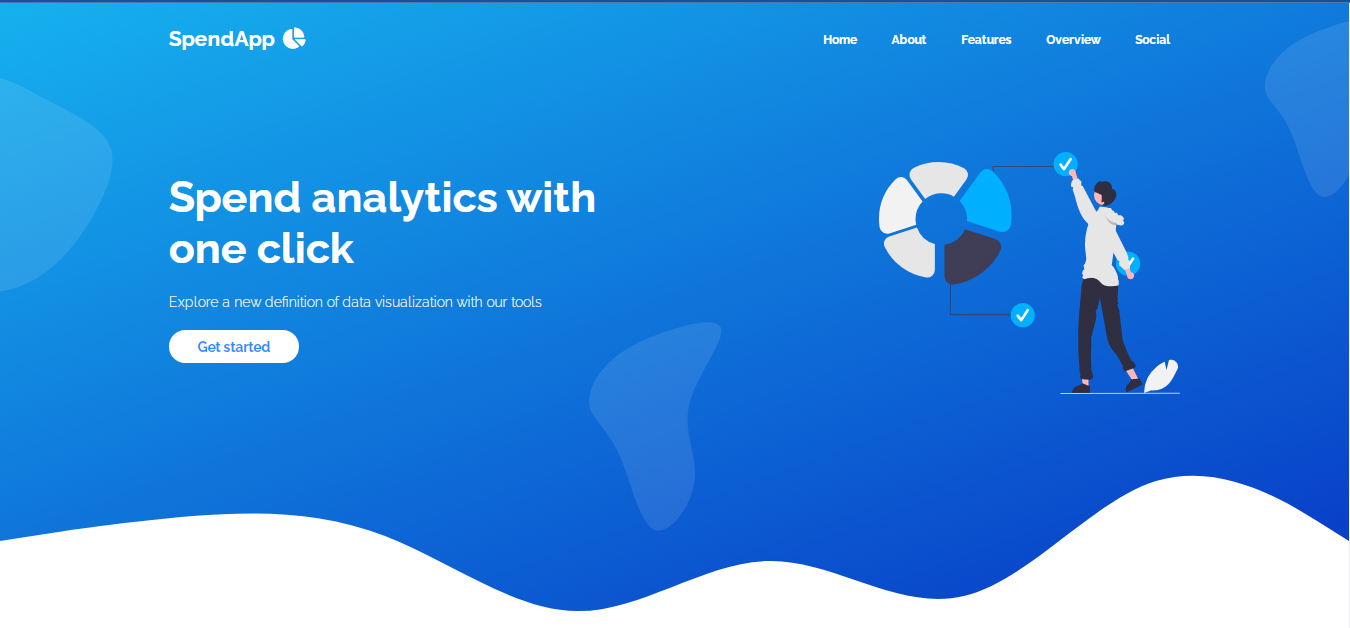 SpendApp
Home About Features Overview Social
Spend analytics with
one click
Explore a new definition of data visualization with our tools
Get started